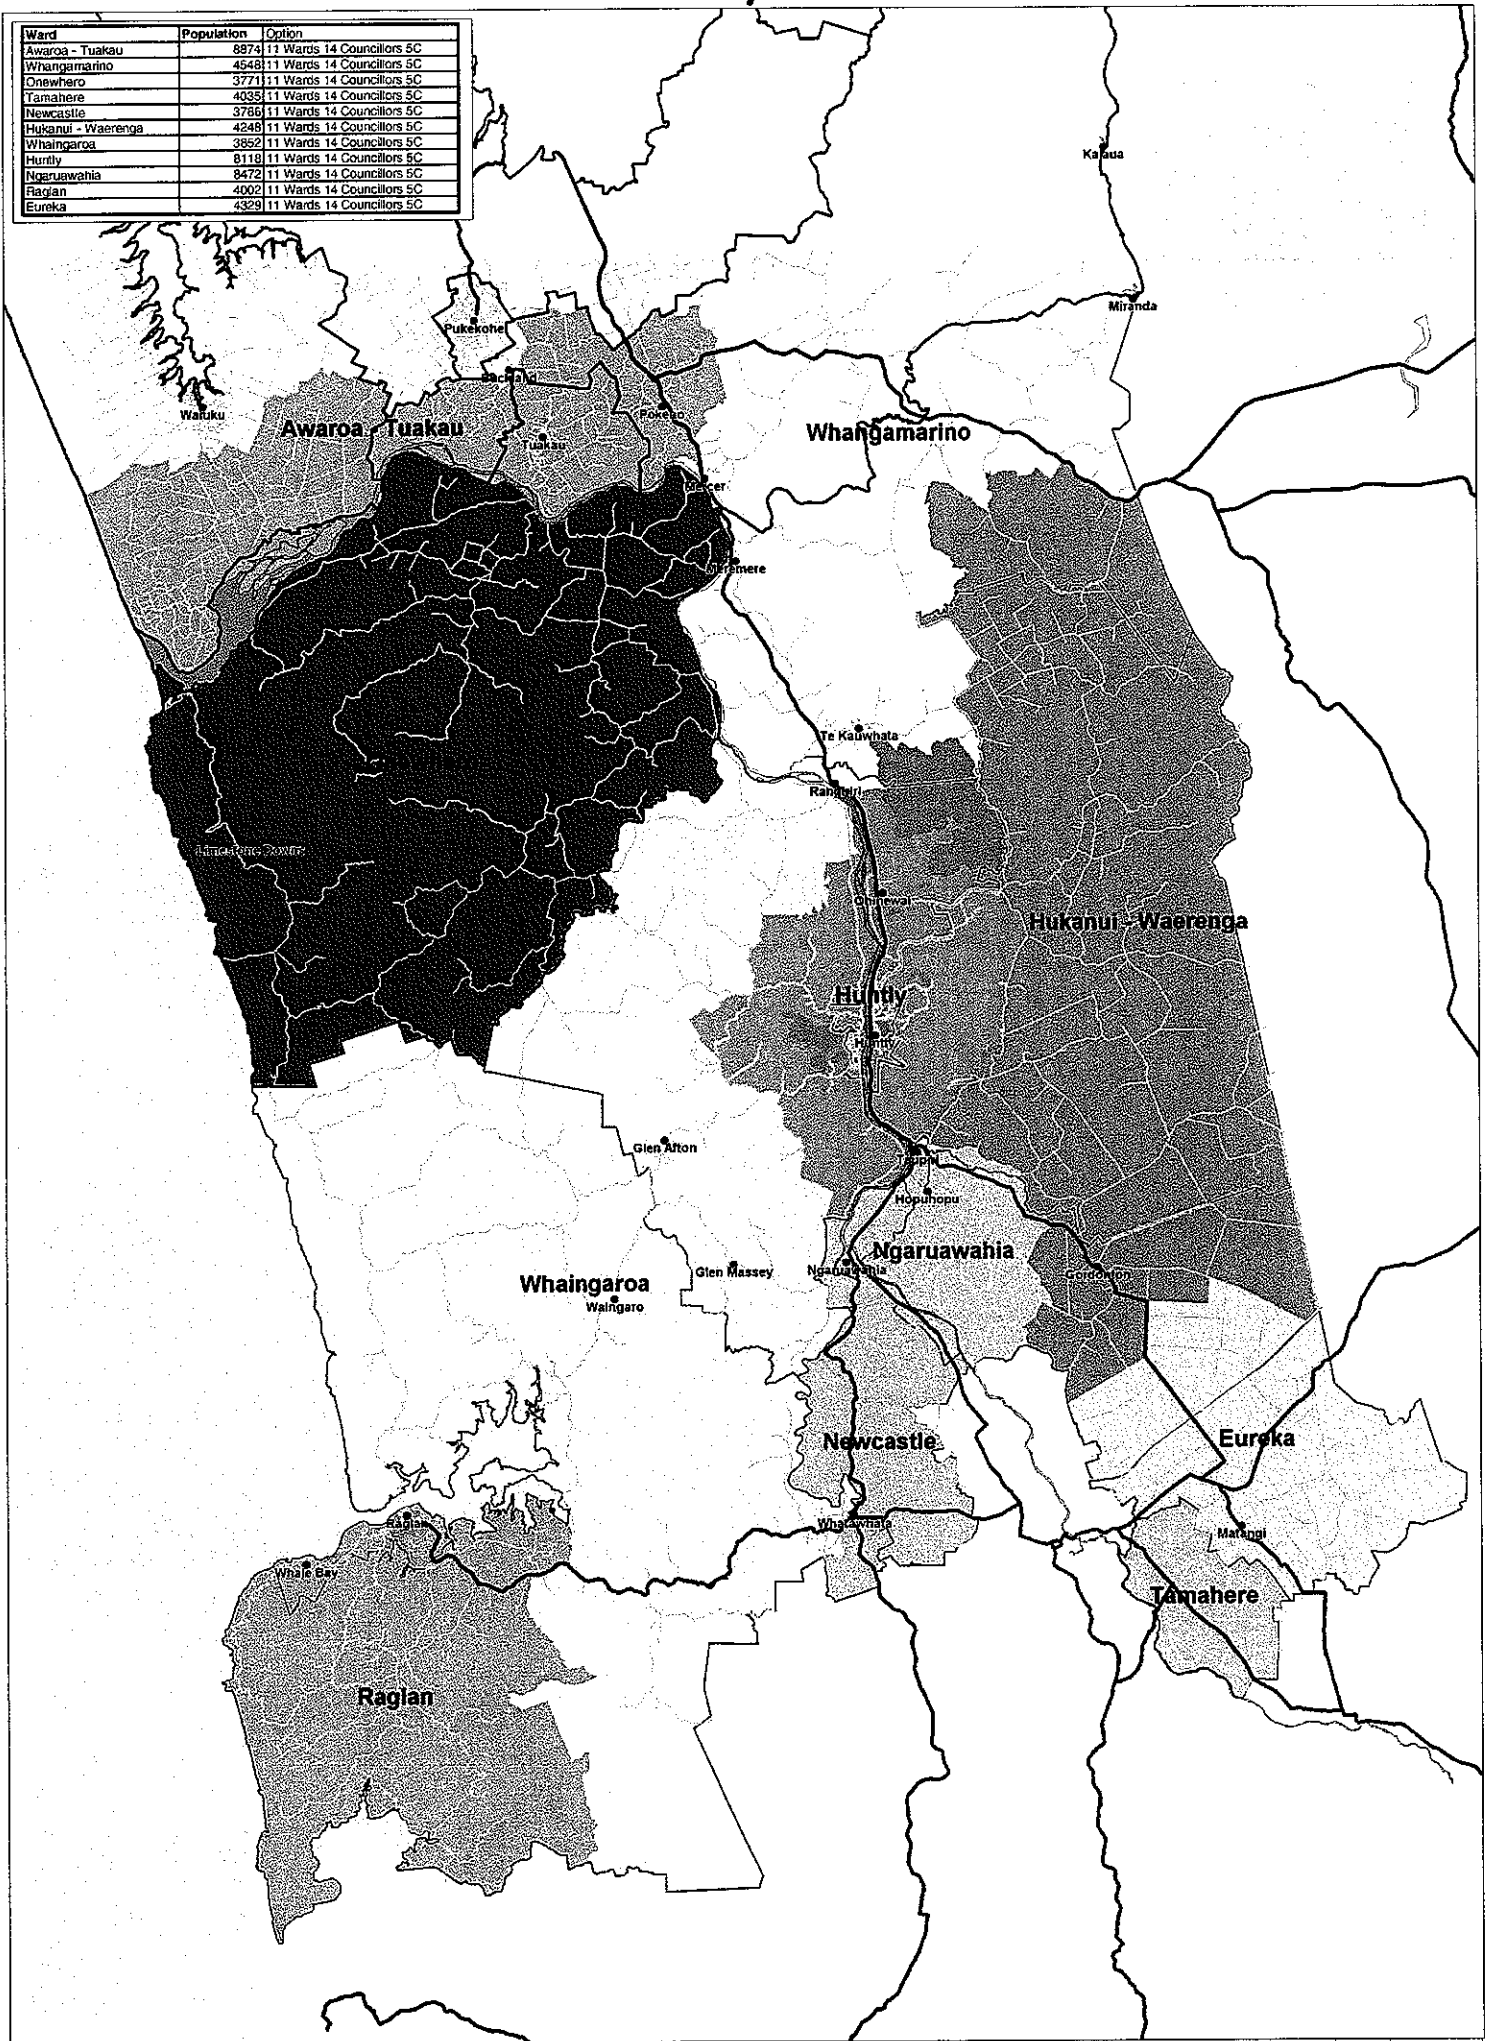 Ward Population Option
Awaroa - Tuakau 8874 11 Wards 14 Councillors 5C
Whangamarino 4548 11 Wards 14 Councillors 5C
Onewhero 3771 11 Wards 14 Councillors 5C
Tamahere 4035 11 Wards 14 Councillors 5C
Newcastle 3786 11 Wards 14 Councillors 5C
Hukanui - Waerenga 4248 11 Wards 14 Councillors 5C
Whaingaroa 3852 11 Wards 14 Councillors 5C
Huntly 8118 11 Wards 14 Councillors 5C
Ngaruawahia 8472 11 Wards 14 Councillors 5C
Raglan 4002 11 Wards 14 Councillors 5C
Eureka 4329 11 Wards 14 Councillors 5C
Kaiaua
Miranda
Pukekohe
Buckland
Waiuku
Pokeno
Awaroa - Tuakau
Whangamarino
Tuakau
Mercer
Meremere
Te Kauwhata
Rangiriri
Limestone Downs
Ohinewai
Hukanui - Waerenga
Huntly
Huntly
Glen Afton
Taupiri
Hopuhopu
Ngaruawahia
Glen Massey
Ngaruawahia
Gordonton
Whaingaroa
Waingaro
Newcastle
Eureka
Raglan
Whatawhata
Matangi
Whale Bay
Tamahere
Raglan